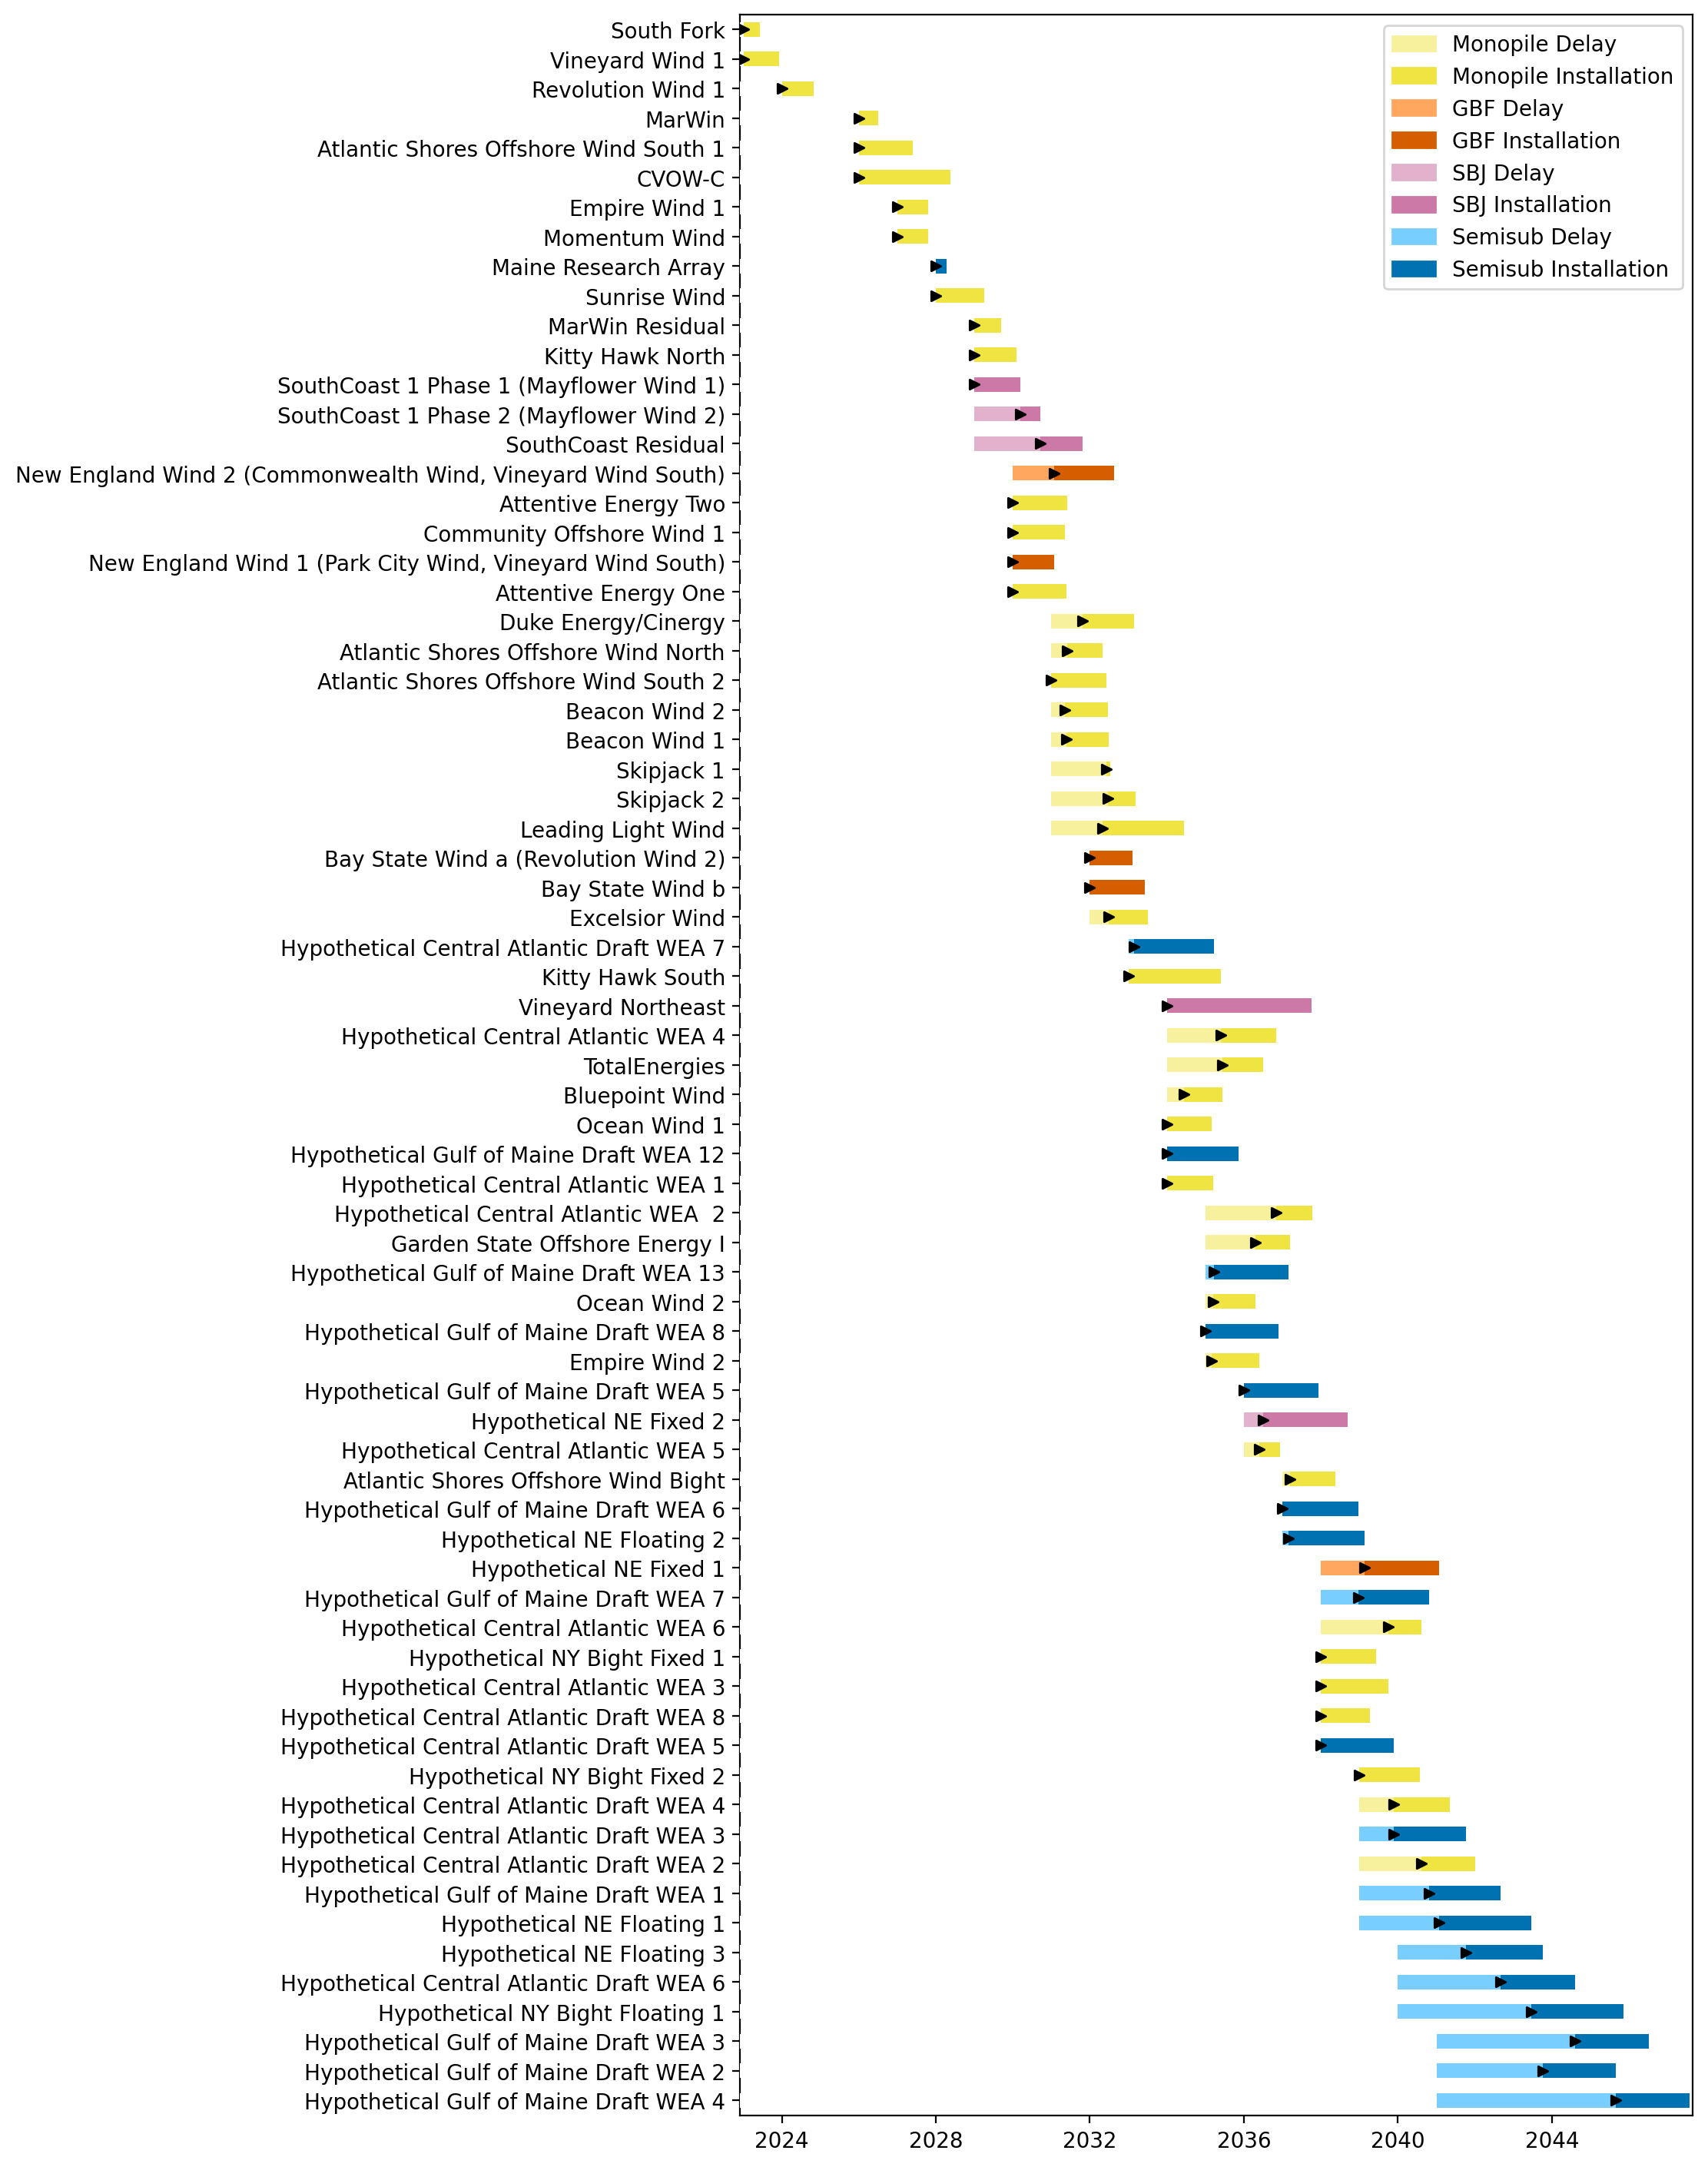 South Fork
Vineyard Wind 1
Revolution Wind 1
MarWin
Atlantic Shores Offshore Wind South 1
CVOW-C
Empire Wind 1
Momentum Wind
Maine Research Array
Sunrise Wind
MarWin Residual
Kitty Hawk North
SouthCoast 1 Phase 1 (Mayflower Wind 1)
SouthCoast 1 Phase 2 (Mayflower Wind 2)
SouthCoast Residual
New England Wind 2 (Commonwealth Wind, Vineyard Wind South)
Attentive Energy Two
Community Offshore Wind 1
New England Wind 1 (Park City Wind, Vineyard Wind South)
Attentive Energy One
Duke Energy/Cinergy
Atlantic Shores Offshore Wind North
Atlantic Shores Offshore Wind South 2
Beacon Wind 2
Beacon Wind 1
Skipjack 1
Skipjack 2
Leading Light Wind
Bay State Wind a (Revolution Wind 2)
Bay State Wind b
Excelsior Wind
Hypothetical Central Atlantic Draft WEA 7
Kitty Hawk South
Vineyard Northeast
Hypothetical Central Atlantic WEA 4
TotalEnergies
Bluepoint Wind
Ocean Wind 1
Hypothetical Gulf of Maine Draft WEA 12
Hypothetical Central Atlantic WEA 1
Hypothetical Central Atlantic WEA  2
Garden State Offshore Energy I
Hypothetical Gulf of Maine Draft WEA 13
Ocean Wind 2
Hypothetical Gulf of Maine Draft WEA 8
Empire Wind 2
Hypothetical Gulf of Maine Draft WEA 5
Hypothetical NE Fixed 2
Hypothetical Central Atlantic WEA 5
Atlantic Shores Offshore Wind Bight
Hypothetical Gulf of Maine Draft WEA 6
Hypothetical NE Floating 2
Hypothetical NE Fixed 1
Hypothetical Gulf of Maine Draft WEA 7
Hypothetical Central Atlantic WEA 6
Hypothetical NY Bight Fixed 1
Hypothetical Central Atlantic WEA 3
Hypothetical Central Atlantic Draft WEA 8
Hypothetical Central Atlantic Draft WEA 5
Hypothetical NY Bight Fixed 2
Hypothetical Central Atlantic Draft WEA 4
Hypothetical Central Atlantic Draft WEA 3
Hypothetical Central Atlantic Draft WEA 2
Hypothetical Gulf of Maine Draft WEA 1
Hypothetical NE Floating 1
Hypothetical NE Floating 3
Hypothetical Central Atlantic Draft WEA 6
Hypothetical NY Bight Floating 1
Hypothetical Gulf of Maine Draft WEA 3
Hypothetical Gulf of Maine Draft WEA 2
Hypothetical Gulf of Maine Draft WEA 4
Monopile Delay
Monopile Installation
GBF Delay
GBF Installation
SBJ Delay
SBJ Installation
Semisub Delay
Semisub Installation
2024 2028 2032 2036 2040 2044